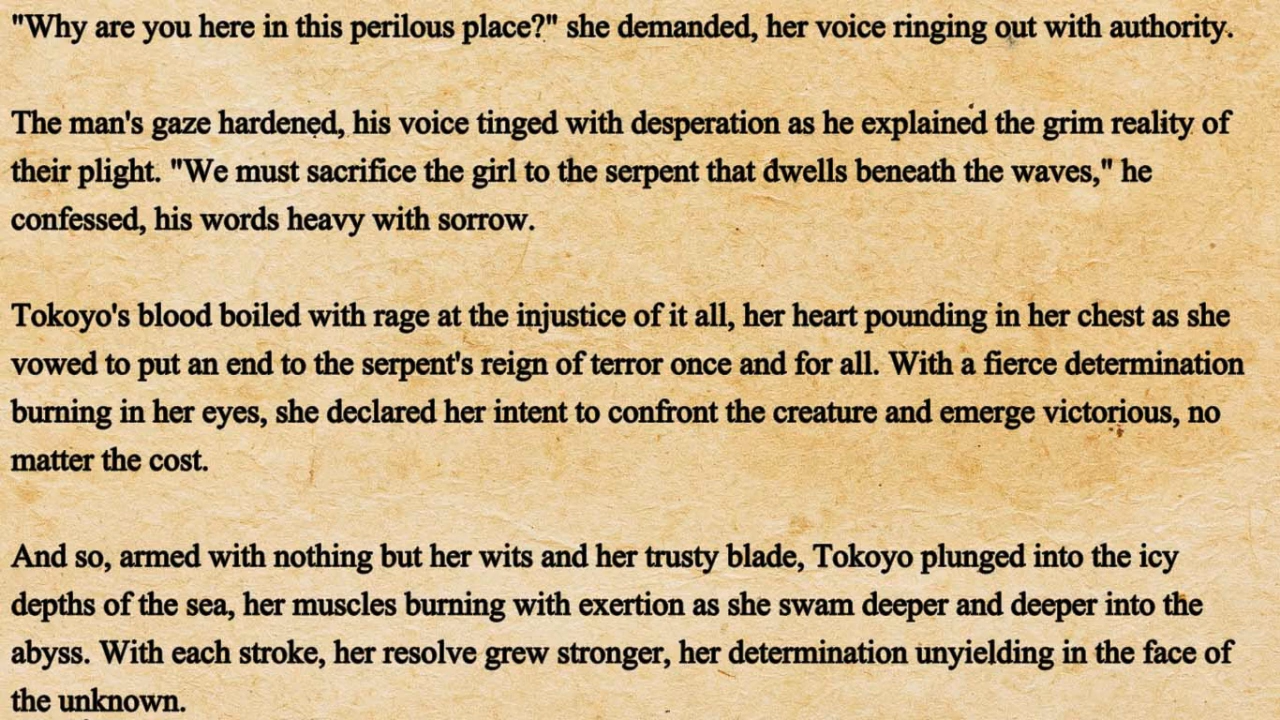 "Why are you here in this perilous place?" she demanded, her voice ringing out with authority.
The man's gaze hardened, his voice tinged with desperation as he explained the grim reality of
their plight. "We must sacrifice the girl to the serpent that dwells beneath the waves," he
confessed, his words heavy with sorrow.
Tokoyo's blood boiled with rage at the injustice of it all, her heart pounding in her chest as she
vowed to put an end to the serpent's reign of terror once and for all. With a fierce determination
burning in her eyes, she declared her intent to confront the creature and emerge victorious, no
matter the cost.
And so, armed with nothing but her wits and her trusty blade, Tokoyo plunged into the icy
depths of the sea, her muscles burning with exertion as she swam deeper and deeper into the
abyss. With each stroke, her resolve grew stronger, her determination unyielding in the face of
the unknown.